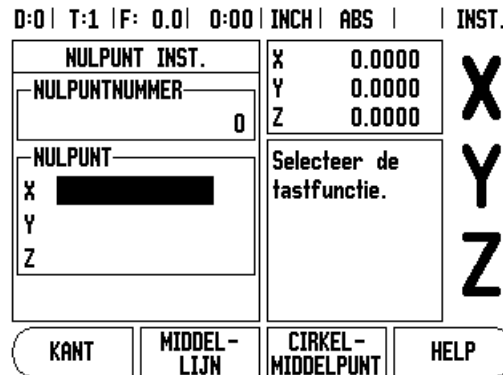 D:0 | T:1 | F: 0.0 | 0:00 | INCH | ABS | | INST.
NULPUNT INST.
NULPUNTNUMMER
0
NULPUNT
X
Y
Z
X 0.0000
Y 0.0000
Z 0.0000
Selecteer de
tastfunctie.
X
Y
Z
KANT
MIDDEL-
LIJN
CIRKEL-
MIDDELPUNT
HELP